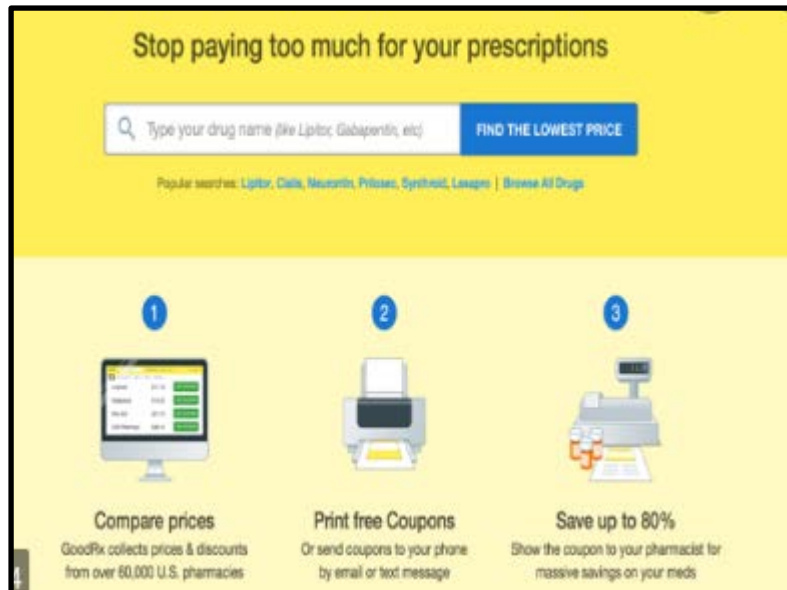 Stop paying too much for your prescriptions
Type your drug name (like Lipitor, Gabapentin, etc)
FIND THE LOWEST PRICE
Popular searches: Lipitor, Cialis, Neurontin, Prilosec, Synthroid, Lexapro | Browse All Drugs
1
2
3
Compare prices
Print free Coupons
Save up to 80%
GoodRx collects prices & discounts
from over 60,000 U.S. pharmacies
Or send coupons to your phone
by email or text message
Show the coupon to your pharmacist for
massive savings on your meds
4